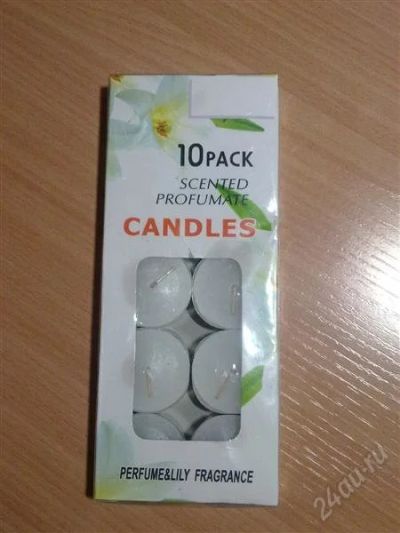 10PACK
SCENTED
PROFUMATE
CANDLES
PERFUME&LILY FRAGRANCE
24au.ru